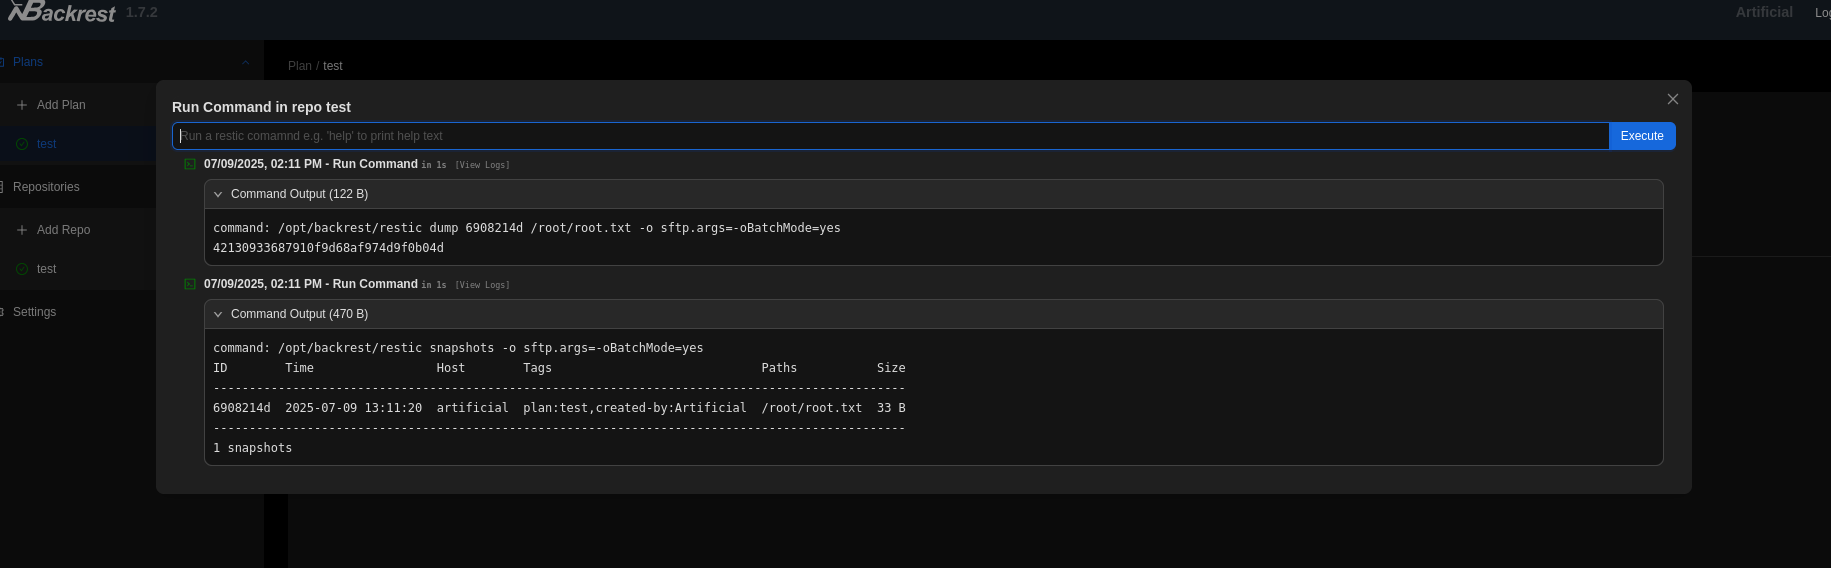 Backrest 1.7.2
Artificial
Plans
Plan / test
Add Plan
test
Repositories
Add Repo
test
Settings
Run Command in repo test
Run a restic comamnd e.g. 'help' to print help text
Execute
07/09/2025, 02:11 PM - Run Command in 1s [View Logs]
Command Output (122 B)
command: /opt/backrest/restic dump 6908214d /root/root.txt -o sftp.args=-oBatchMode=yes
42130933687910f9d68af974d9f0b04d
07/09/2025, 02:11 PM - Run Command in 1s [View Logs]
Command Output (470 B)
command: /opt/backrest/restic snapshots -o sftp.args=-oBatchMode=yes
ID Time Host Tags Paths Size
------------------------------------------------------------------------------------------------
6908214d 2025-07-09 13:11:20 artificial plan:test,created-by:Artificial /root/root.txt 33 B
------------------------------------------------------------------------------------------------
1 snapshots